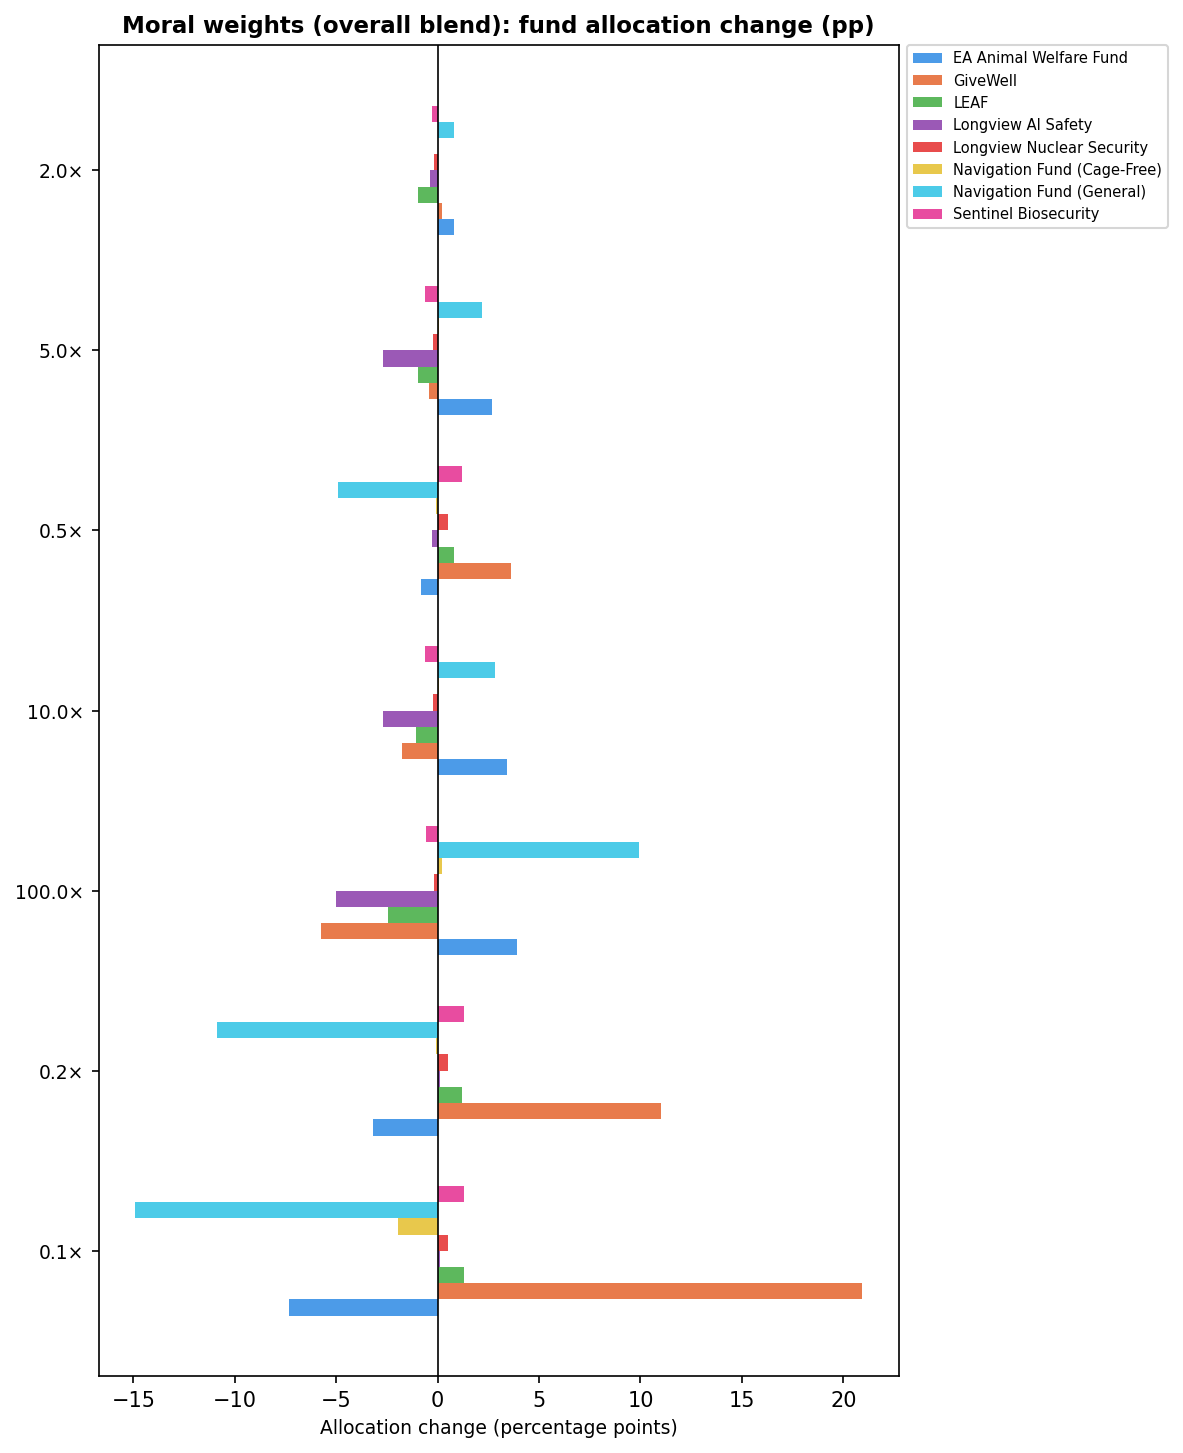 Moral weights (overall blend): fund allocation change (pp)
EA Animal Welfare Fund
GiveWell
LEAF
Longview AI Safety
Longview Nuclear Security
Navigation Fund (Cage-Free)
Navigation Fund (General)
Sentinel Biosecurity
2.0×
5.0×
0.5×
10.0×
100.0×
0.2×
0.1×
−15 −10 −5 0 5 10 15 20
Allocation change (percentage points)